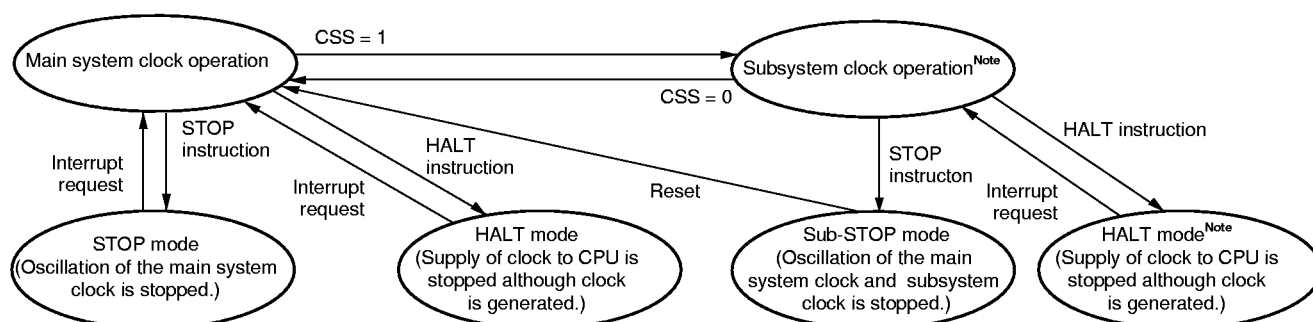 CSS = 1
Main system clock operation
Subsystem clock operationNote
CSS = 0
STOP
instruction
HALT instruction
Interrupt
request
HALT
instruction
STOP
instructon
Interrupt
request
Reset
Interrupt
request
STOP mode
(Oscillation of the main system
clock is stopped.)
HALT mode
(Supply of clock to CPU is
stopped although clock
is generated.)
Sub-STOP mode
(Oscillation of the main
system clock and subsystem
clock is stopped.)
HALT modeNote
(Supply of clock to CPU is
stopped although clock
is generated.)